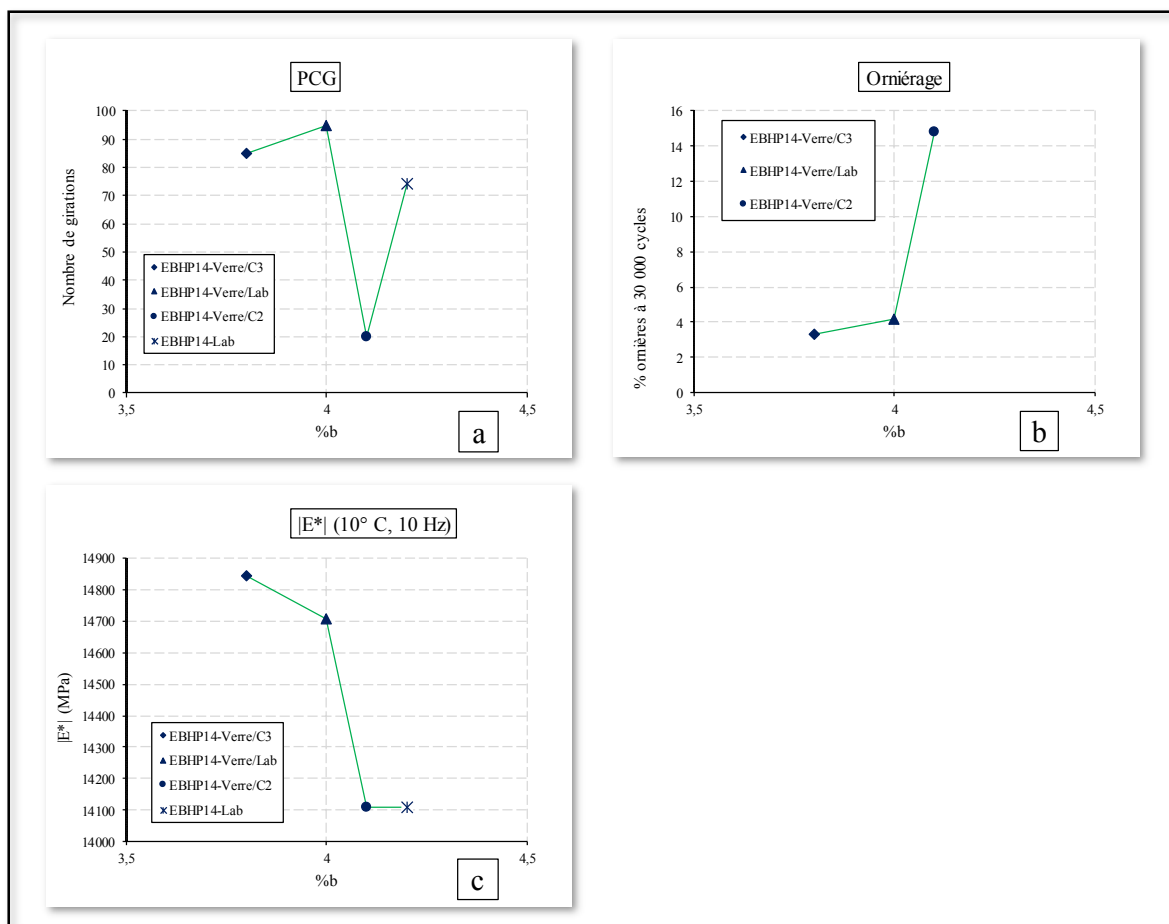 PCG
Nombre de girations
100
90
80
70
60
50
40
30
20
10
0
EBHP14-Verre/C3
EBHP14-Verre/Lab
EBHP14-Verre/C2
EBHP14-Lab
3,5
4
4,5
%b
a
Orniérage
% ornières à 30 000 cycles
16
14
12
10
8
6
4
2
0
EBHP14-Verre/C3
EBHP14-Verre/Lab
EBHP14-Verre/C2
3,5
4
4,5
%b
b
|E*| (10° C, 10 Hz)
|E*| (MPa)
14900
14800
14700
14600
14500
14400
14300
14200
14100
14000
EBHP14-Verre/C3
EBHP14-Verre/Lab
EBHP14-Verre/C2
EBHP14-Lab
3,5
4
4,5
%b
c